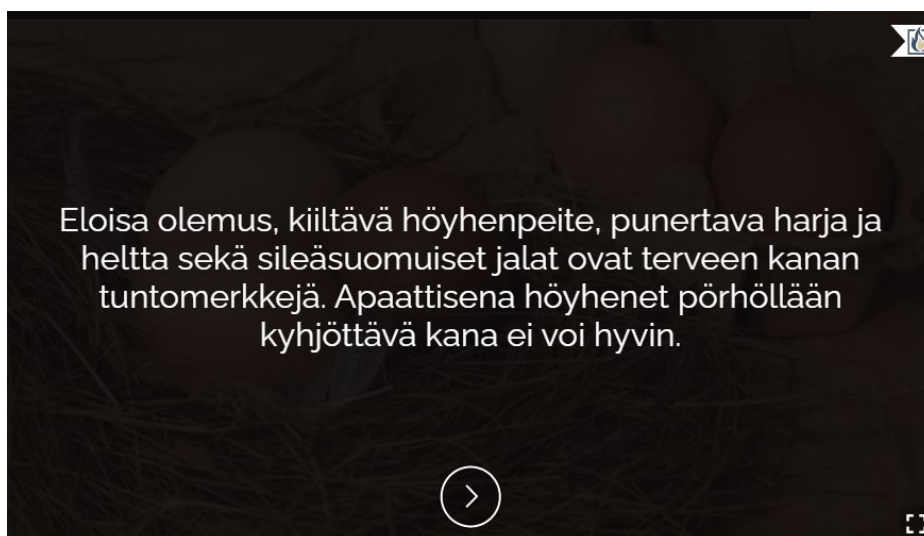 Eloisa olemus, kiiltävä höyhenpeite, punertava harja ja
heltta sekä sileäsuomuiset jalat ovat terveen kanan
tuntomerkkejä. Apaattisena höyhenet pörhöllään
kyhjöttävä kana ei voi hyvin.